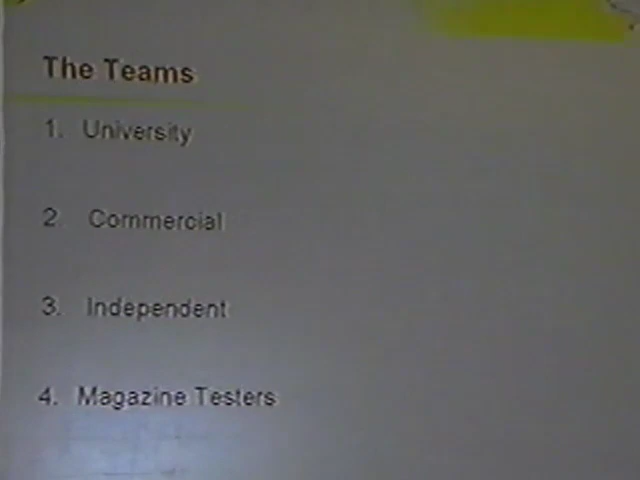 The Teams
1. University
2. Commercial
3. Independent
4. Magazine Testers